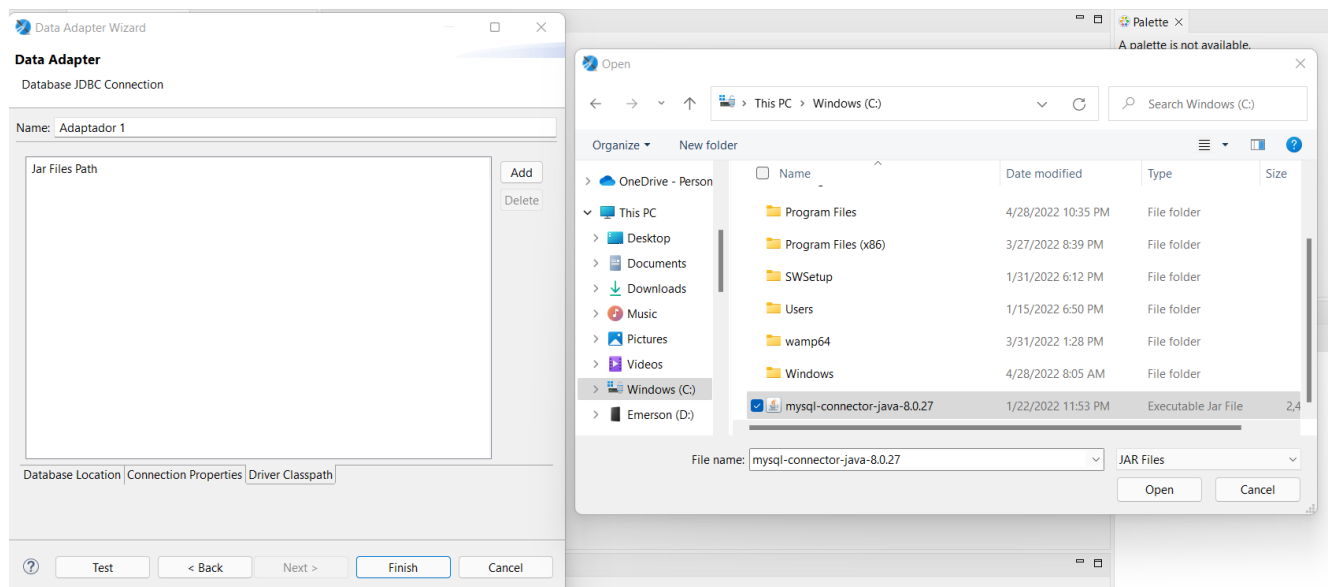 Data Adapter Wizard
Data Adapter
Database JDBC Connection
Name: Adaptador 1
Jar Files Path
Add
Delete
Database Location Connection Properties Driver Classpath
Test < Back Next > Finish Cancel
Palette
A palette is not available.
Open
This PC > Windows (C:)
Search Windows (C:)
Organize New folder
OneDrive - Person
This PC
Desktop
Documents
Downloads
Music
Pictures
Videos
Windows (C:)
Emerson (D:)
Name Date modified Type Size
Program Files 4/28/2022 10:35 PM File folder
Program Files (x86) 3/27/2022 8:39 PM File folder
SWSetup 1/31/2022 6:12 PM File folder
Users 1/15/2022 6:50 PM File folder
wamp64 3/31/2022 1:28 PM File folder
Windows 4/28/2022 8:05 AM File folder
mysql-connector-java-8.0.27 1/22/2022 11:53 PM Executable Jar File 2,4
File name: mysql-connector-java-8.0.27 JAR Files
Open Cancel